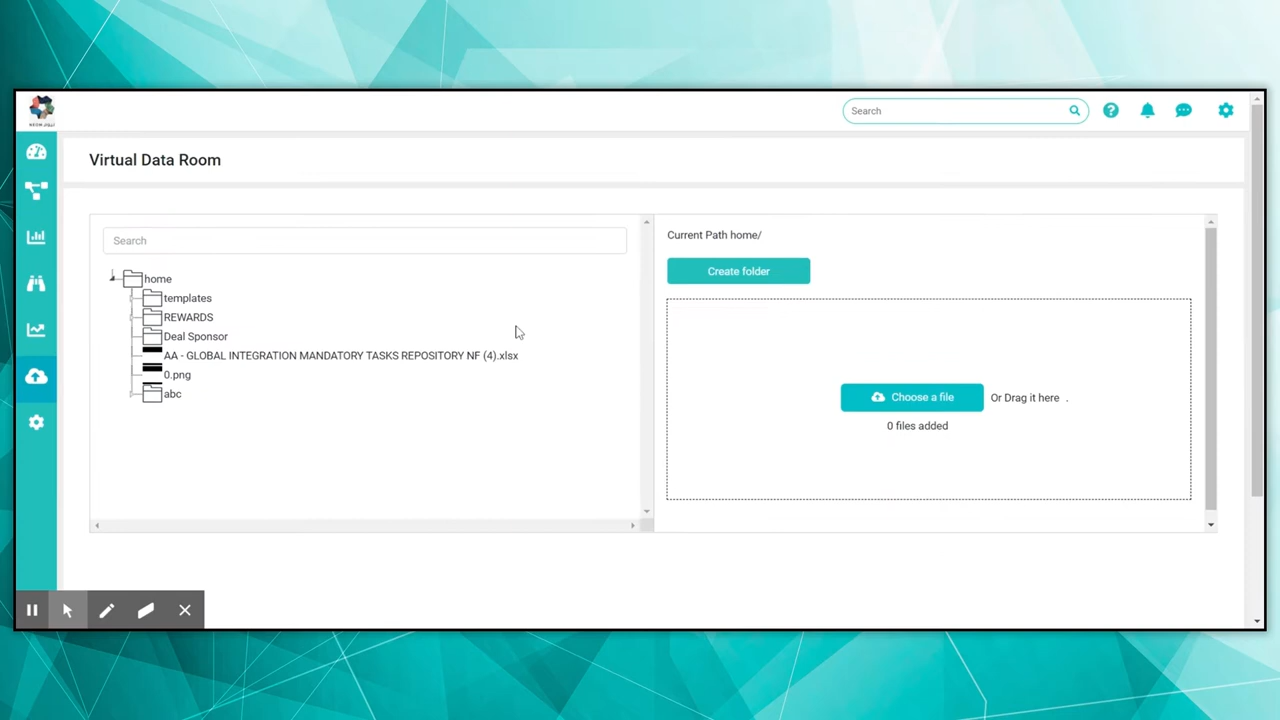 Search
Virtual Data Room
Search
home
templates
REWARDS
Deal Sponsor
AA - GLOBAL INTEGRATION MANDATORY TASKS REPOSITORY NF (4).xlsx
0.png
abc
Current Path home/
Create folder
Choose a file Or Drag it here .
0 files added